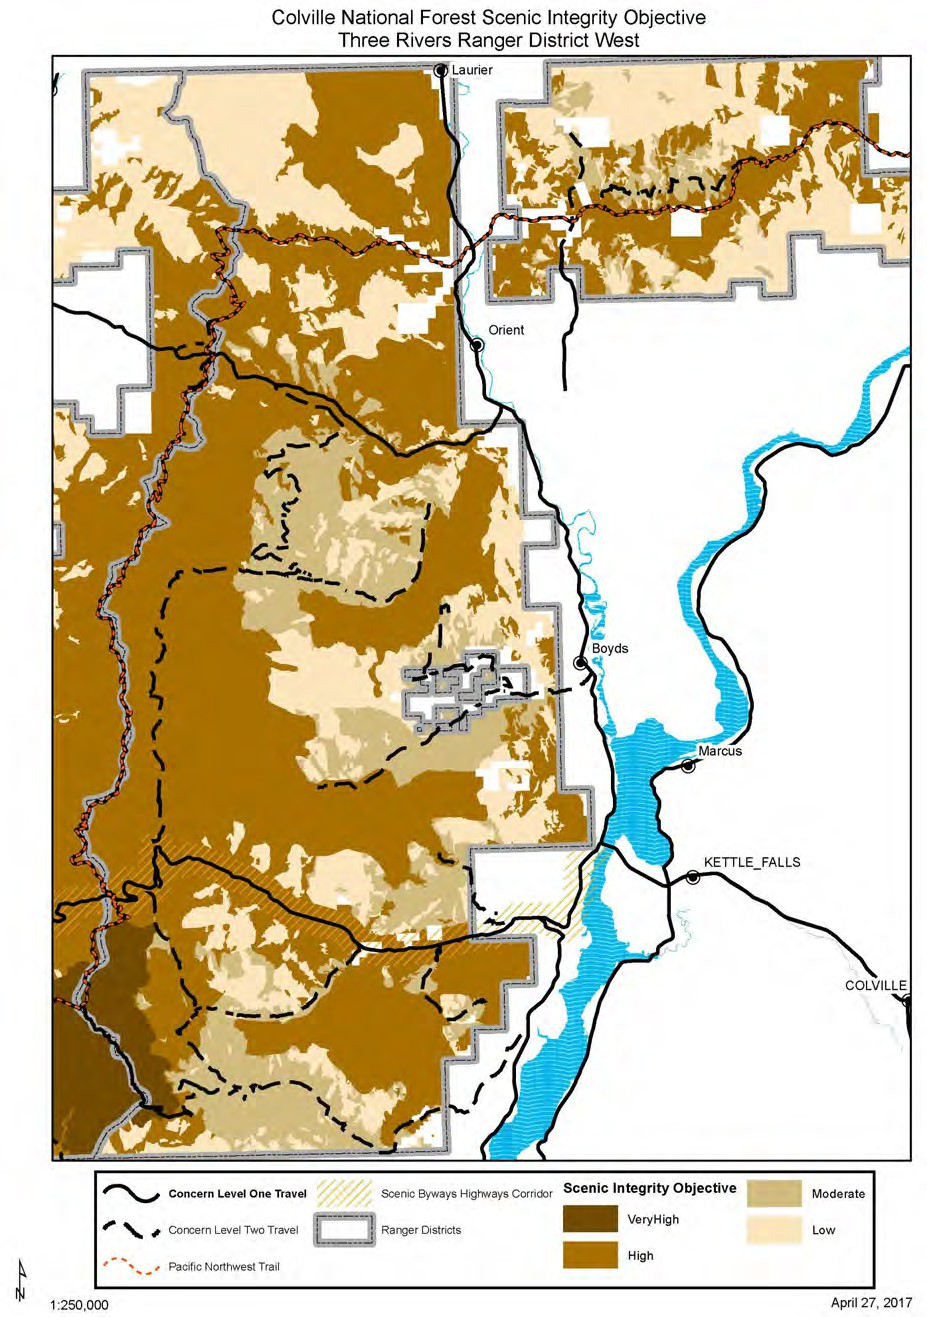 Colville National Forest Scenic Integrity Objective
Three Rivers Ranger District West
Laurier
Orient
Boyds
Marcus
KETTLE_FALLS
COLVILLE
Concern Level One Travel
Concern Level Two Travel
Pacific Northwest Trail
Scenic Byways Highways Corridor
Ranger Districts
Scenic Integrity Objective
VeryHigh
High
Moderate
Low
N
1:250,000
April 27, 2017